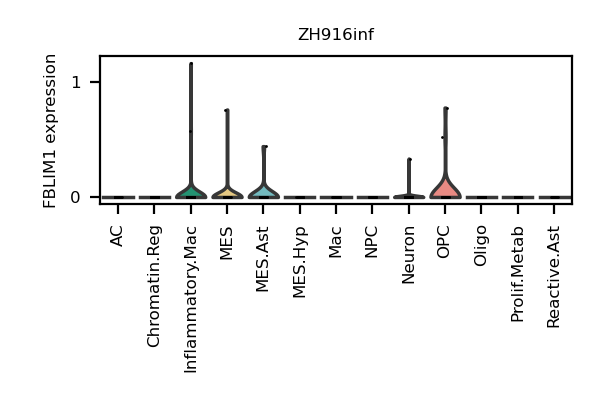 ZH916inf
FBLIM1 expression
1
0
AC
Chromatin.Reg
Inflammatory.Mac
MES
MES.Ast
MES.Hyp
Mac
NPC
Neuron
OPC
Oligo
Prolif.Metab
Reactive.Ast